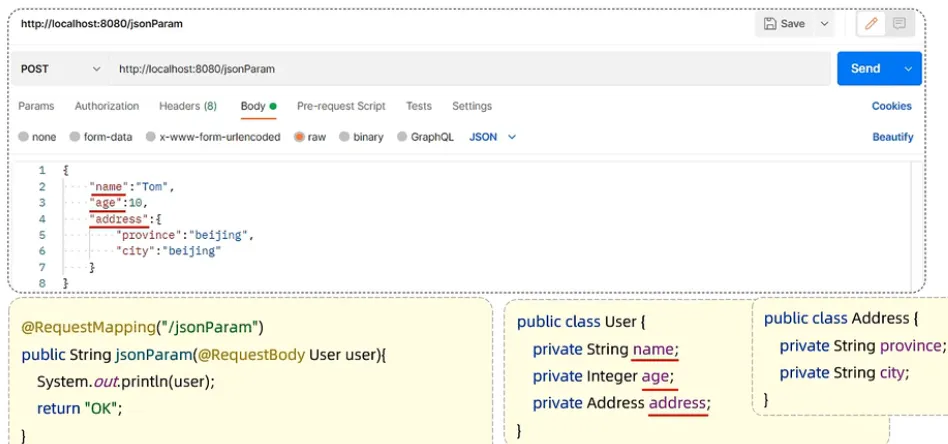 http://localhost:8080/jsonParam
Save
POST http://localhost:8080/jsonParam Send
Params Authorization Headers (8) Body Pre-request Script Tests Settings Cookies
none form-data x-www-form-urlencoded raw binary GraphQL JSON Beautify
1 {
2 "name":"Tom",
3 "age":10,
4 "address":{
5 "province":"beijing",
6 "city":"beijing"
7 }
8 }
@RequestMapping("/jsonParam")
public String jsonParam(@RequestBody User user){
System.out.println(user);
return "OK";
}
public class User {
private String name;
private Integer age;
private Address address;
}
public class Address {
private String province;
private String city;
}